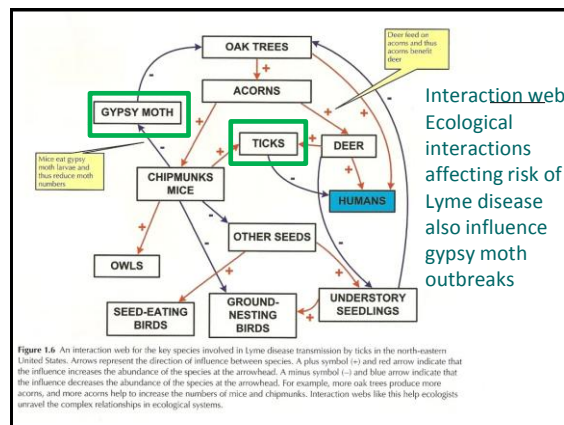 OAK TREES
Deer feed on
acorns and thus
acorns benefit
deer
+
+
-
-
ACORNS
+
GYPSY MOTH
-
+
+
Mice eat gypsy
moth larvae and
thus reduce moth
numbers
TICKS
+
DEER
+
-
+
+
CHIPMUNKS
MICE
HUMANS
+
-
-
-
OTHER SEEDS
OWLS
+
+
SEED-EATING
BIRDS
GROUND-
NESTING
BIRDS
+
UNDERSTORY
SEEDLINGS
Interaction web
Ecological
interactions
affecting risk of
Lyme disease
also influence
gypsy moth
outbreaks
Figure 1.6 An interaction web for the key species involved in Lyme disease transmission by ticks in the north-eastern
United States. Arrows represent the direction of influence between species. A plus symbol (+) and red arrow indicate that
the influence increases the abundance of the species at the arrowhead. A minus symbol (–) and blue arrow indicate that
the influence decreases the abundance of the species at the arrowhead. For example, more oak trees produce more
acorns, and more acorns help to increase the numbers of mice and chipmunks. Interaction webs like this help ecologists
unravel the complex relationships in ecological systems.